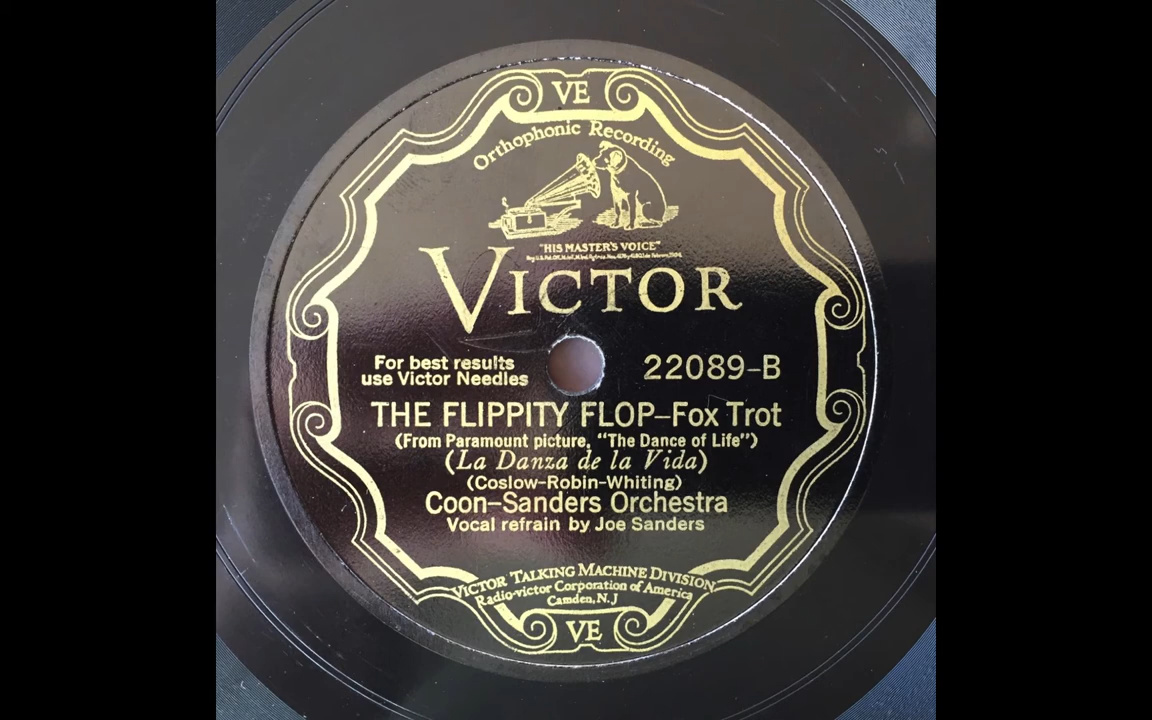 VE
Orthophonic Recording
"HIS MASTER'S VOICE"
VICTOR
For best results
use Victor Needles
22089-B
THE FLIPPITY FLOP—Fox Trot
(From Paramount picture, "The Dance of Life")
(La Danza de la Vida)
(Coslow-Robin-Whiting)
Coon-Sanders Orchestra
Vocal refrain by Joe Sanders
VICTOR TALKING MACHINE DIVISION
Radio-victor Corporation of America
Camden, N.J
VE